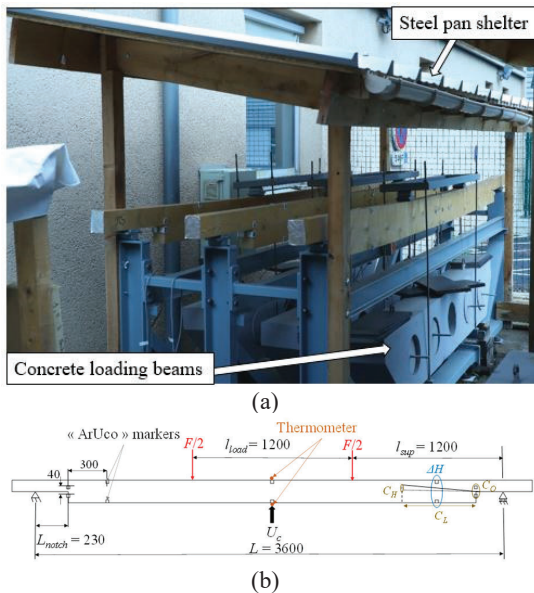 Steel pan shelter
Concrete loading beams
(a)
« ArUco » markers
Thermometer
F/2
l_load = 1200
F/2
l_sup = 1200
300
40
ΔH
C_H
C_O
C_L
L_notch = 230
U_c
L = 3600
(b)